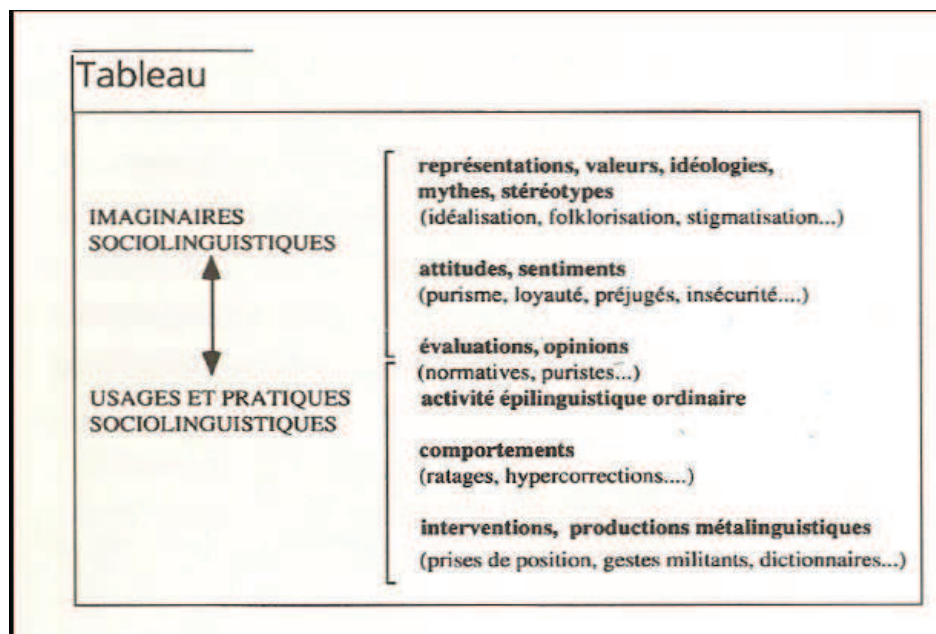 Tableau
représentations, valeurs, idéologies,
mythes, stéréotypes
(idéalisation, folklorisation, stigmatisation...)
IMAGINAIRES
SOCIOLINGUISTIQUES
attitudes, sentiments
(purisme, loyauté, préjugés, insécurité....)
évaluations, opinions
(normatives, puristes...)
activité épilinguistique ordinaire
USAGES ET PRATIQUES
SOCIOLINGUISTIQUES
comportements
(ratages, hypercorrections....)
interventions, productions métalinguistiques
(prises de position, gestes militants, dictionnaires...)